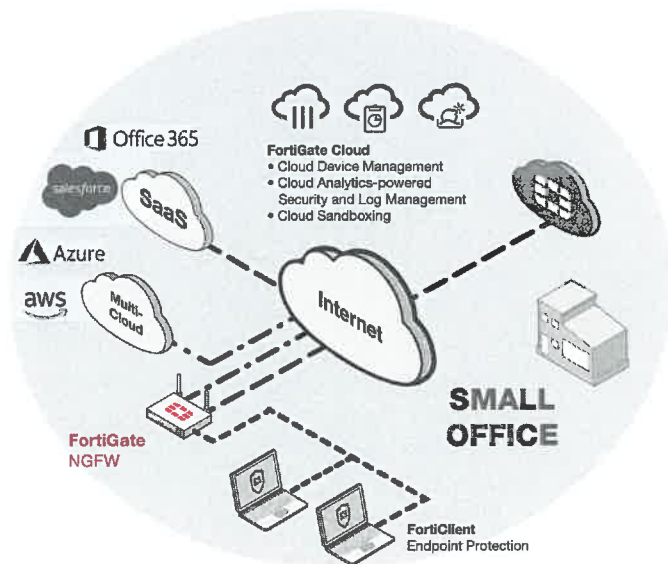 Office 365
salesforce
SaaS
FortiGate Cloud
• Cloud Device Management
• Cloud Analytics-powered
Security and Log Management
• Cloud Sandboxing
Azure
aws
Multi-
Cloud
Internet
SMALL
OFFICE
FortiGate
NGFW
FortiClient
Endpoint Protection